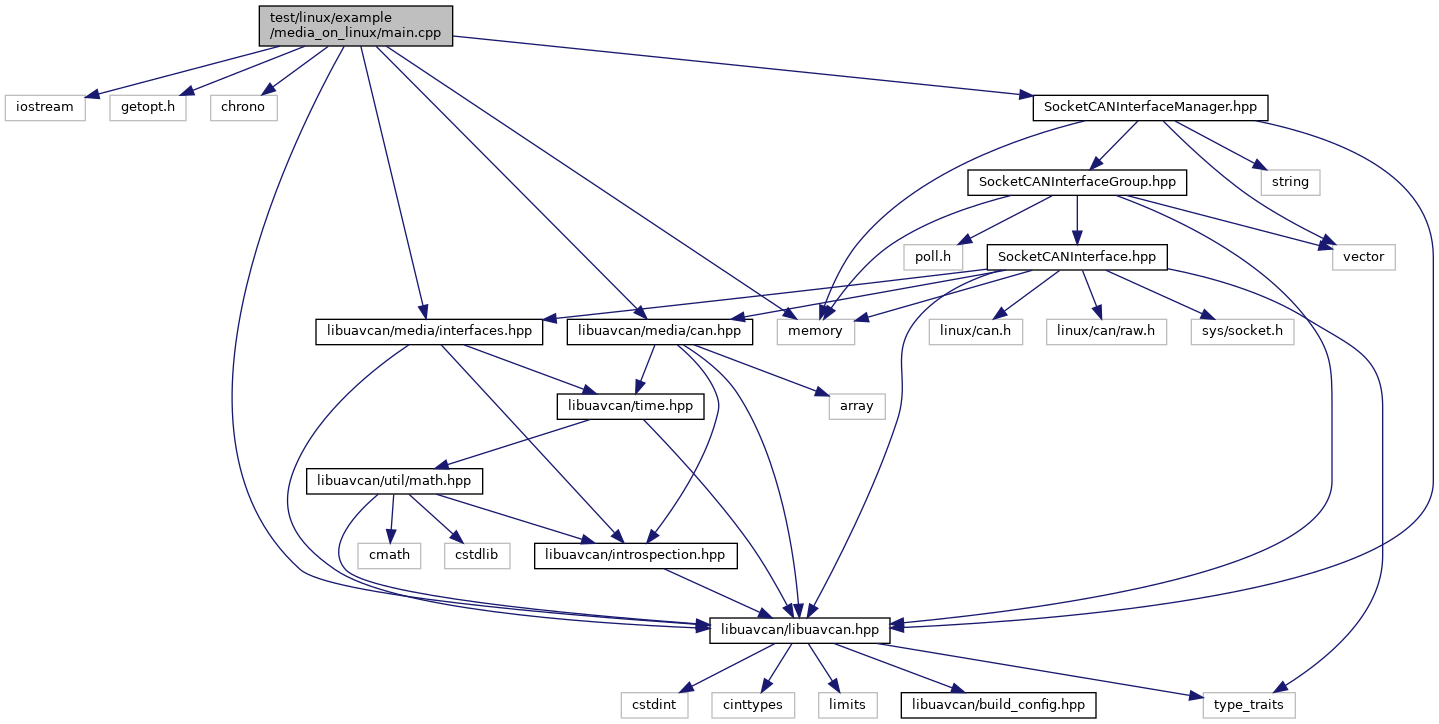 test/linux/example
/media_on_linux/main.cpp
iostream
getopt.h
chrono
SocketCANInterfaceManager.hpp
SocketCANInterfaceGroup.hpp
string
poll.h
SocketCANInterface.hpp
vector
libuavcan/media/interfaces.hpp
libuavcan/media/can.hpp
memory
linux/can.h
linux/can/raw.h
sys/socket.h
libuavcan/time.hpp
array
libuavcan/util/math.hpp
cmath
cstdlib
libuavcan/introspection.hpp
libuavcan/libuavcan.hpp
cstdint
cinttypes
limits
libuavcan/build_config.hpp
type_traits